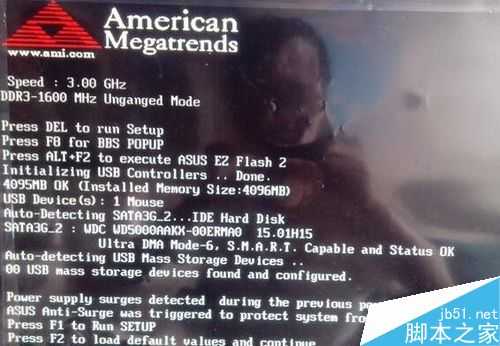 American
Megatrends
www.ami.com
Speed : 3.00 GHz
DDR3-1600 MHz Unganged Mode
Press DEL to run Setup
Press F8 for BBS POPUP
Press ALT+F2 to execute ASUS EZ Flash 2
Initializing USB Controllers .. Done.
4095MB OK (Installed Memory Size:4096MB)
USB Device(s): 1 Mouse
Auto-Detecting SATA3G_2...IDE Hard Disk
SATA3G_2 : WDC WD5000AAKX-00ERMA0 15.01H15
Ultra DMA Mode-6, S.M.A.R.T. Capable and Status OK
Auto-detecting USB Mass Storage Devices ..
00 USB mass storage devices found and configured.
Power supply surges detected during the previous
ASUS Anti-Surge was triggered to protect system
Press F1 to Run SETUP
Press F2 to load default values and continue
jb51.net
脚本之家